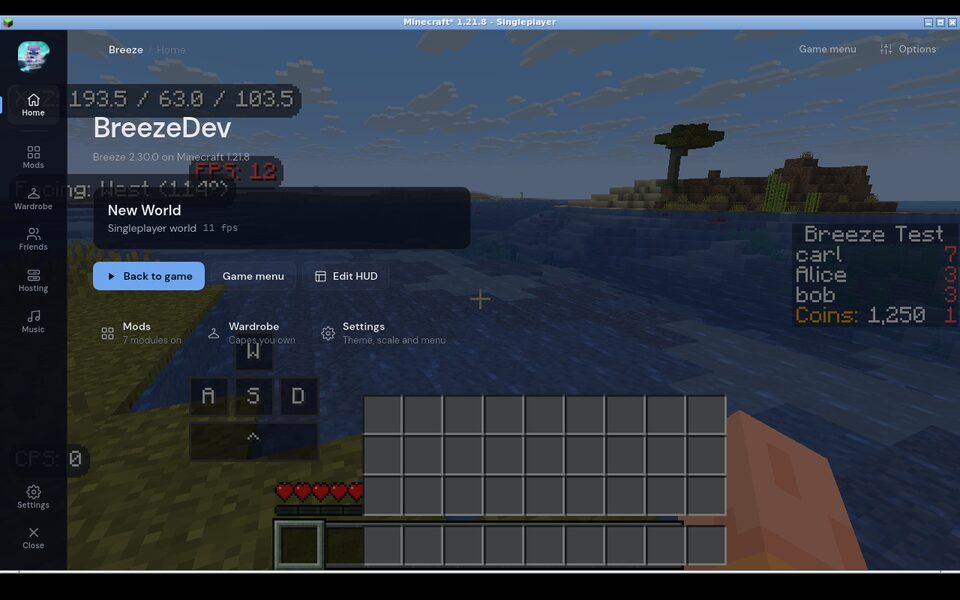 Minecraft* 1.21.8 - Singleplayer
Breeze / Home
Game menu
Options
Home
193.5 / 63.0 / 103.5
BreezeDev
Breeze 2.30.0 on Minecraft 1.21.8
FPS: 12
Mods
Facing: West (114°)
Wardrobe
New World
Singleplayer world 11 fps
Friends
Breeze Test
carl 7
Alice 3
bob 3
Coins: 1,250 1
Hosting
Back to game
Game menu
Edit HUD
Music
Mods
7 modules on
Wardrobe
Capes you own
Settings
Theme, scale and menu
W
A S D
^
CPS: 0
Settings
Close